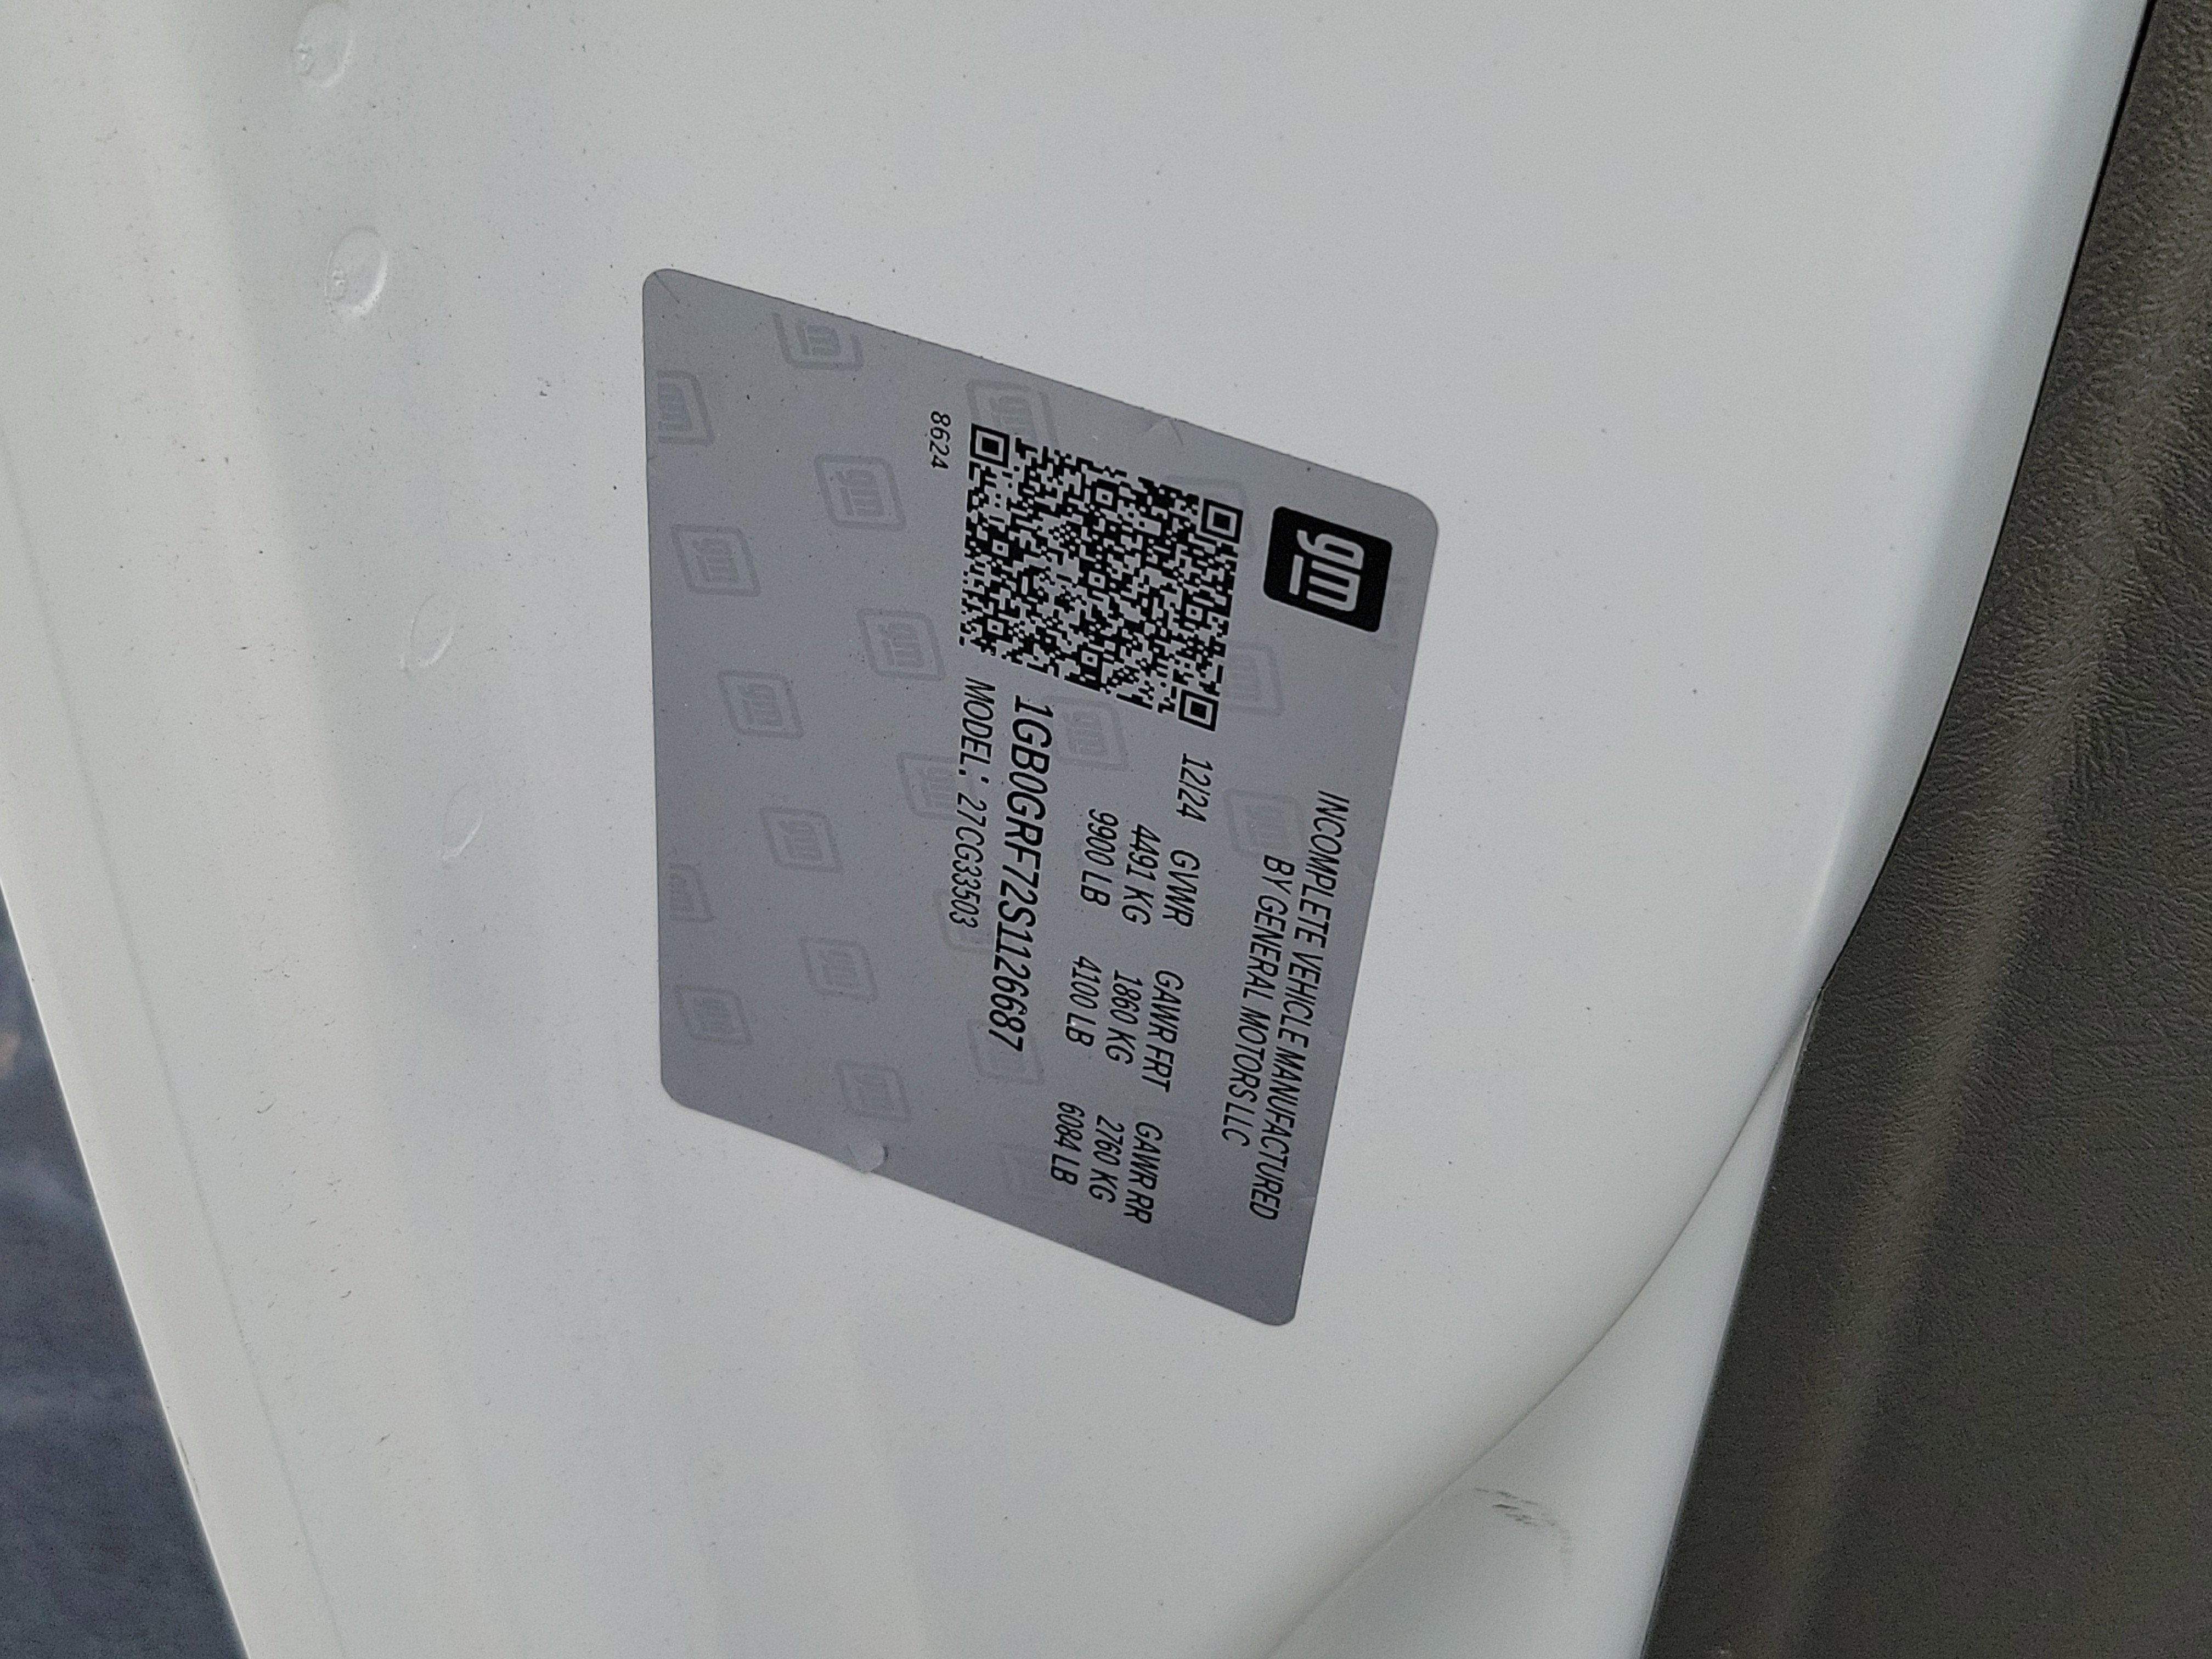 gm
INCOMPLETE VEHICLE MANUFACTURED
BY GENERAL MOTORS LLC
12/24 GVWR GAWR FRT GAWR RR
4491 KG 1860 KG 2760 KG
9900 LB 4100 LB 6084 LB
1GB0GRF72S1126687
MODEL: 27CG33503
8624